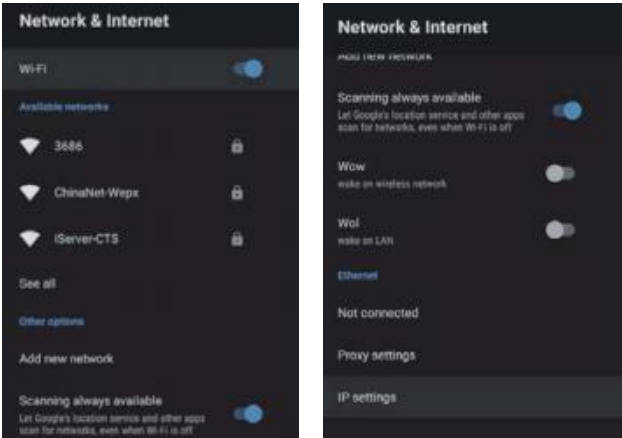 Network & Internet
Wi-Fi
Available networks
3686
ChinaNet-Wepx
iServer-CTS
See all
Other options
Add new network
Scanning always available
Let Google's location service and other apps
scan for networks, even when Wi-Fi is off
Network & Internet
Add new network
Scanning always available
Let Google's location service and other apps
scan for networks, even when Wi-Fi is off
Wow
wake on wireless network
Wol
wake on LAN
Ethernet
Not connected
Proxy settings
IP settings